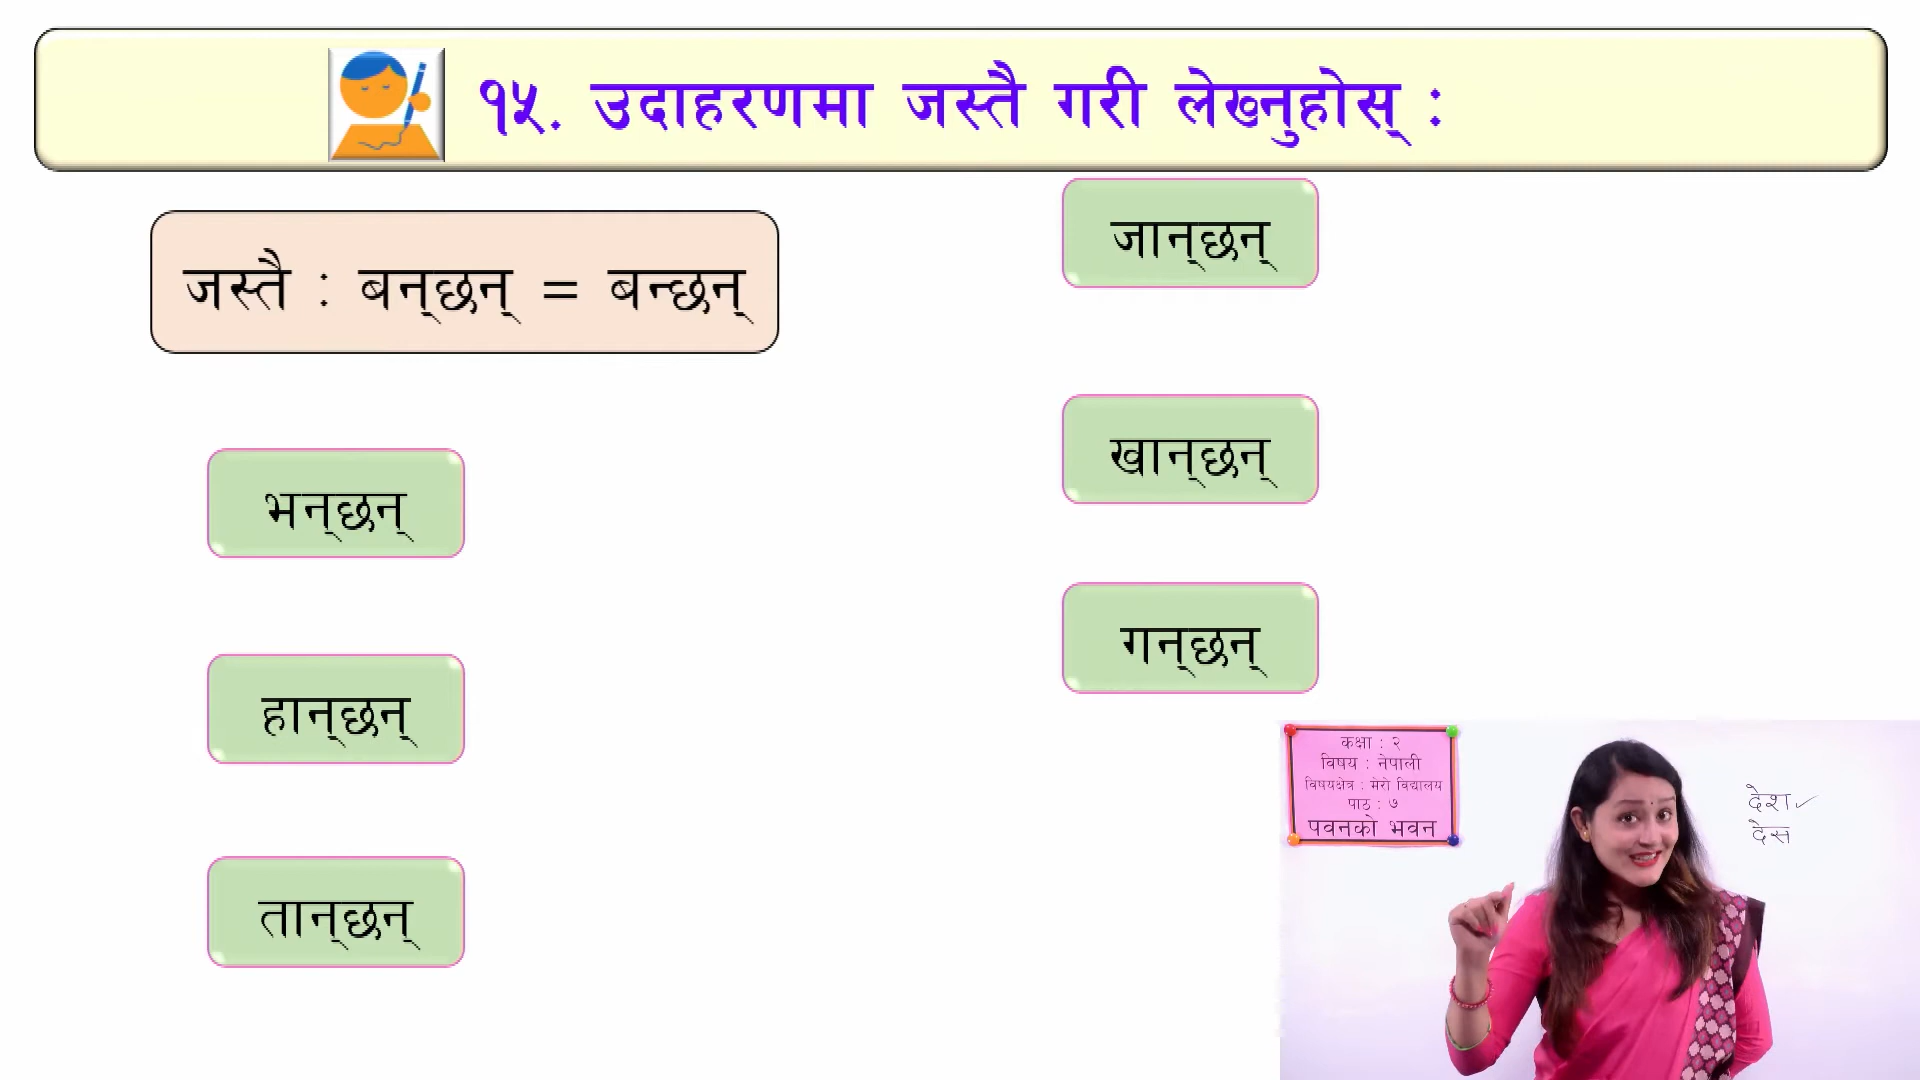 १५. उदाहरणमा जस्तै गरी लेख्नुहोस् :
जस्तै : बन्‌छन् = बन्छन्
भन्‌छन्
हान्‌छन्
तान्‌छन्
जान्‌छन्
खान्‌छन्
गन्‌छन्
कक्षा : २
विषय : नेपाली
विषयक्षेत्र : मेरो विद्यालय
पाठ : ७
पवनको भवन
देश ✓
देस